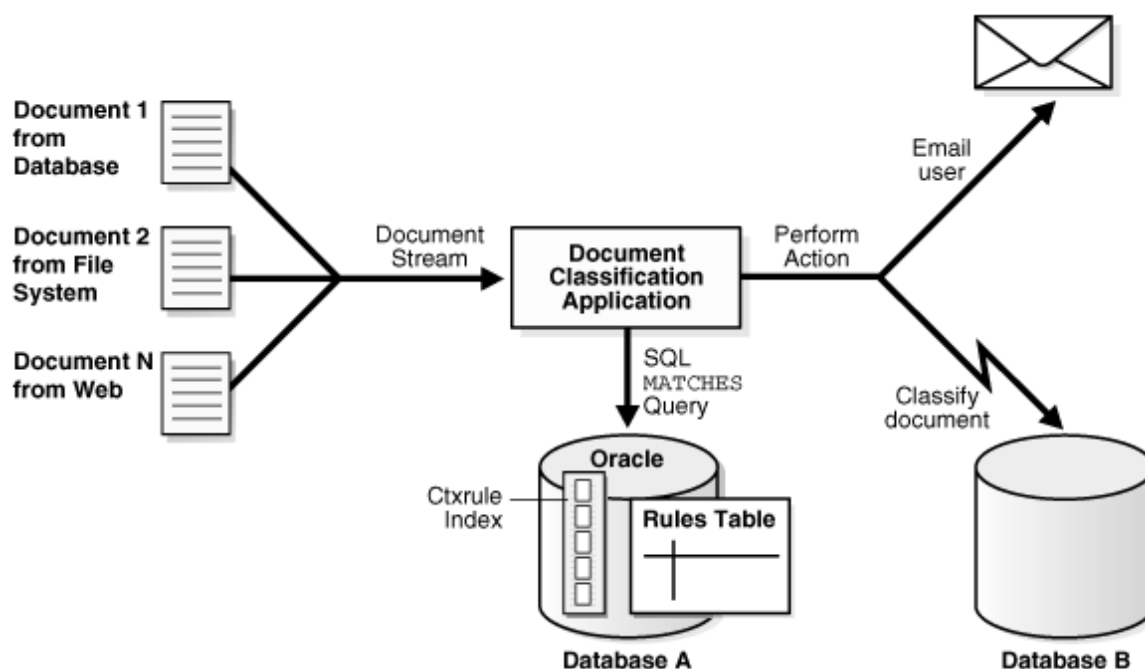 Document 1
from
Database
Document 2
from File
System
Document N
from Web
Document
Stream
Document
Classification
Application
Perform
Action
Email
user
Classify
document
SQL
MATCHES
Query
Oracle
Ctxrule
Index
Rules Table
Database A
Database B